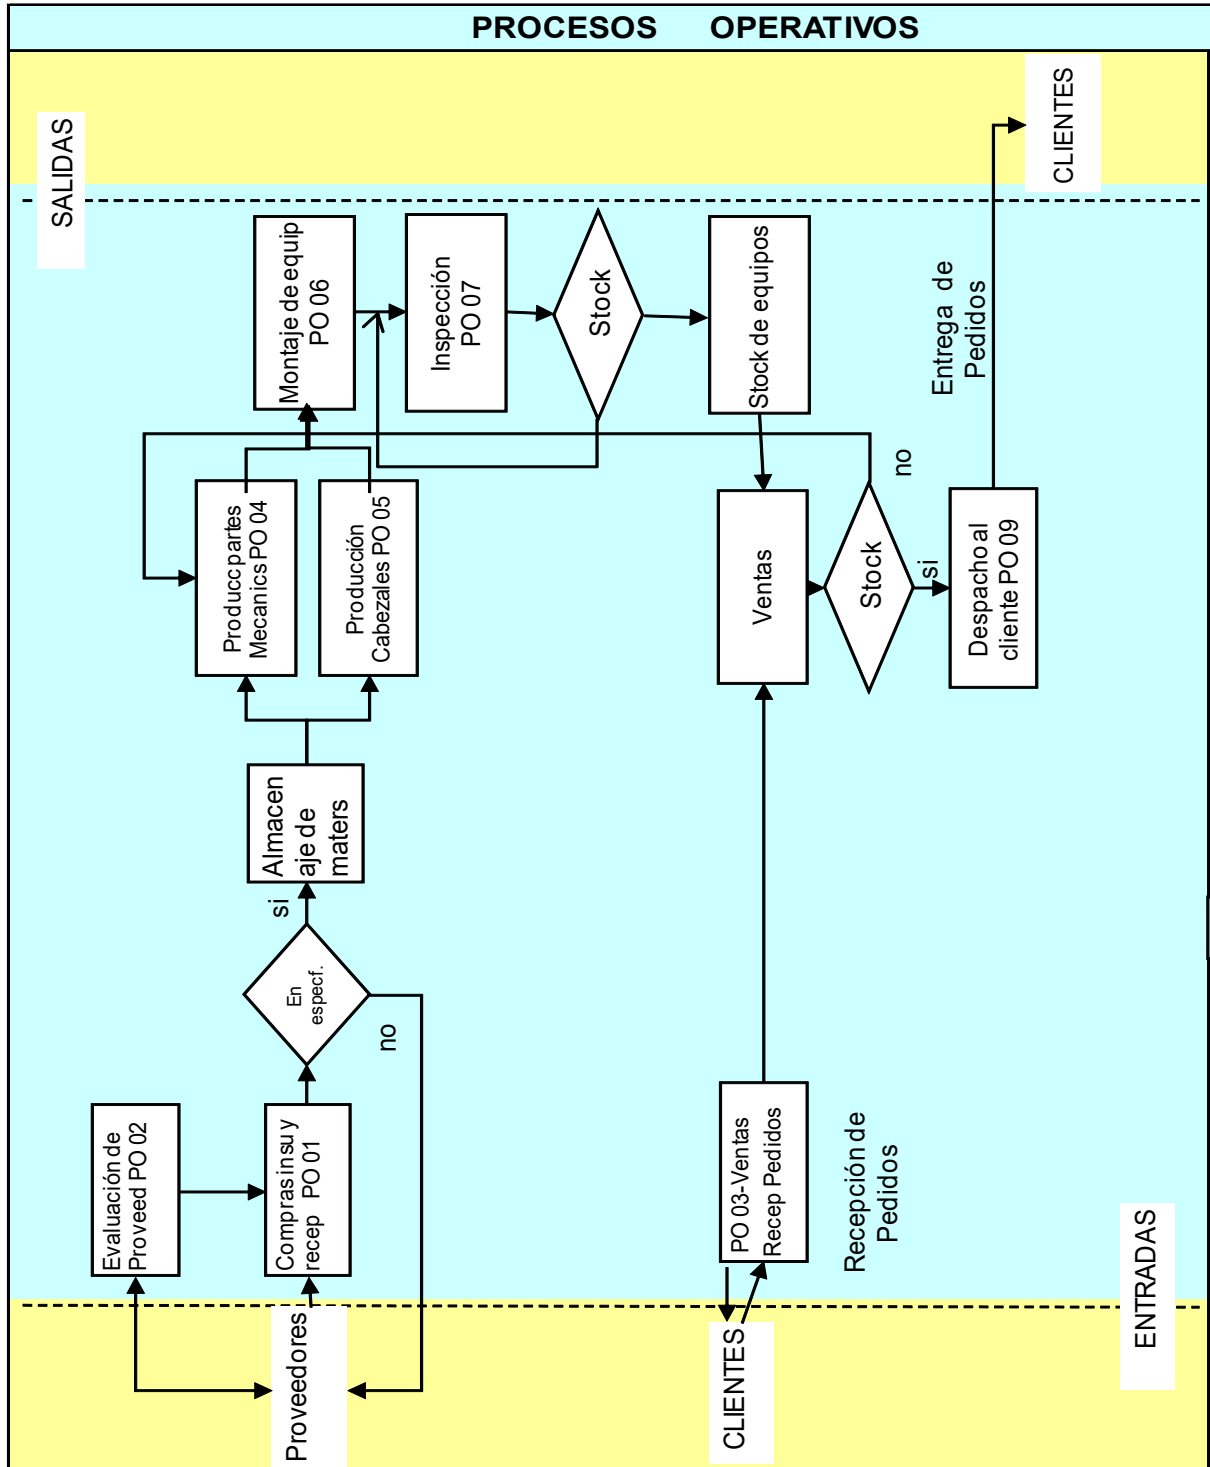 PROCESOS OPERATIVOS
SALIDAS
CLIENTES
Montaje de equip
PO 06
Inspección
PO 07
Stock
Stock de equipos
Entrega de
Pedidos
no
Producc partes
Mecanics PO 04
Producción
Cabezales PO 05
Ventas
Stock
si
Despacho al
cliente PO 09
Almacen
aje de
maters
si
En
especf.
no
Evaluación de
Proveed PO 02
Compras insu y
recep PO 01
PO 03-Ventas
Recep Pedidos
Recepción de
Pedidos
ENTRADAS
Proveedores
CLIENTES